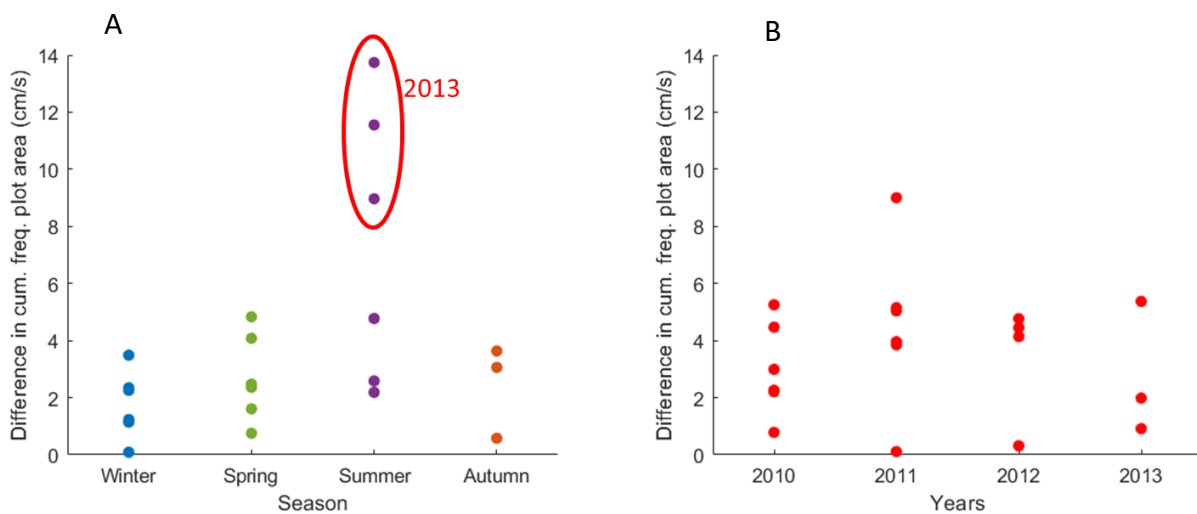 A
Difference in cum. freq. plot area (cm/s)
14
12
10
8
6
4
2
0
2013
Winter Spring Summer Autumn
Season
B
Difference in cum. freq. plot area (cm/s)
14
12
10
8
6
4
2
0
2010 2011 2012 2013
Years